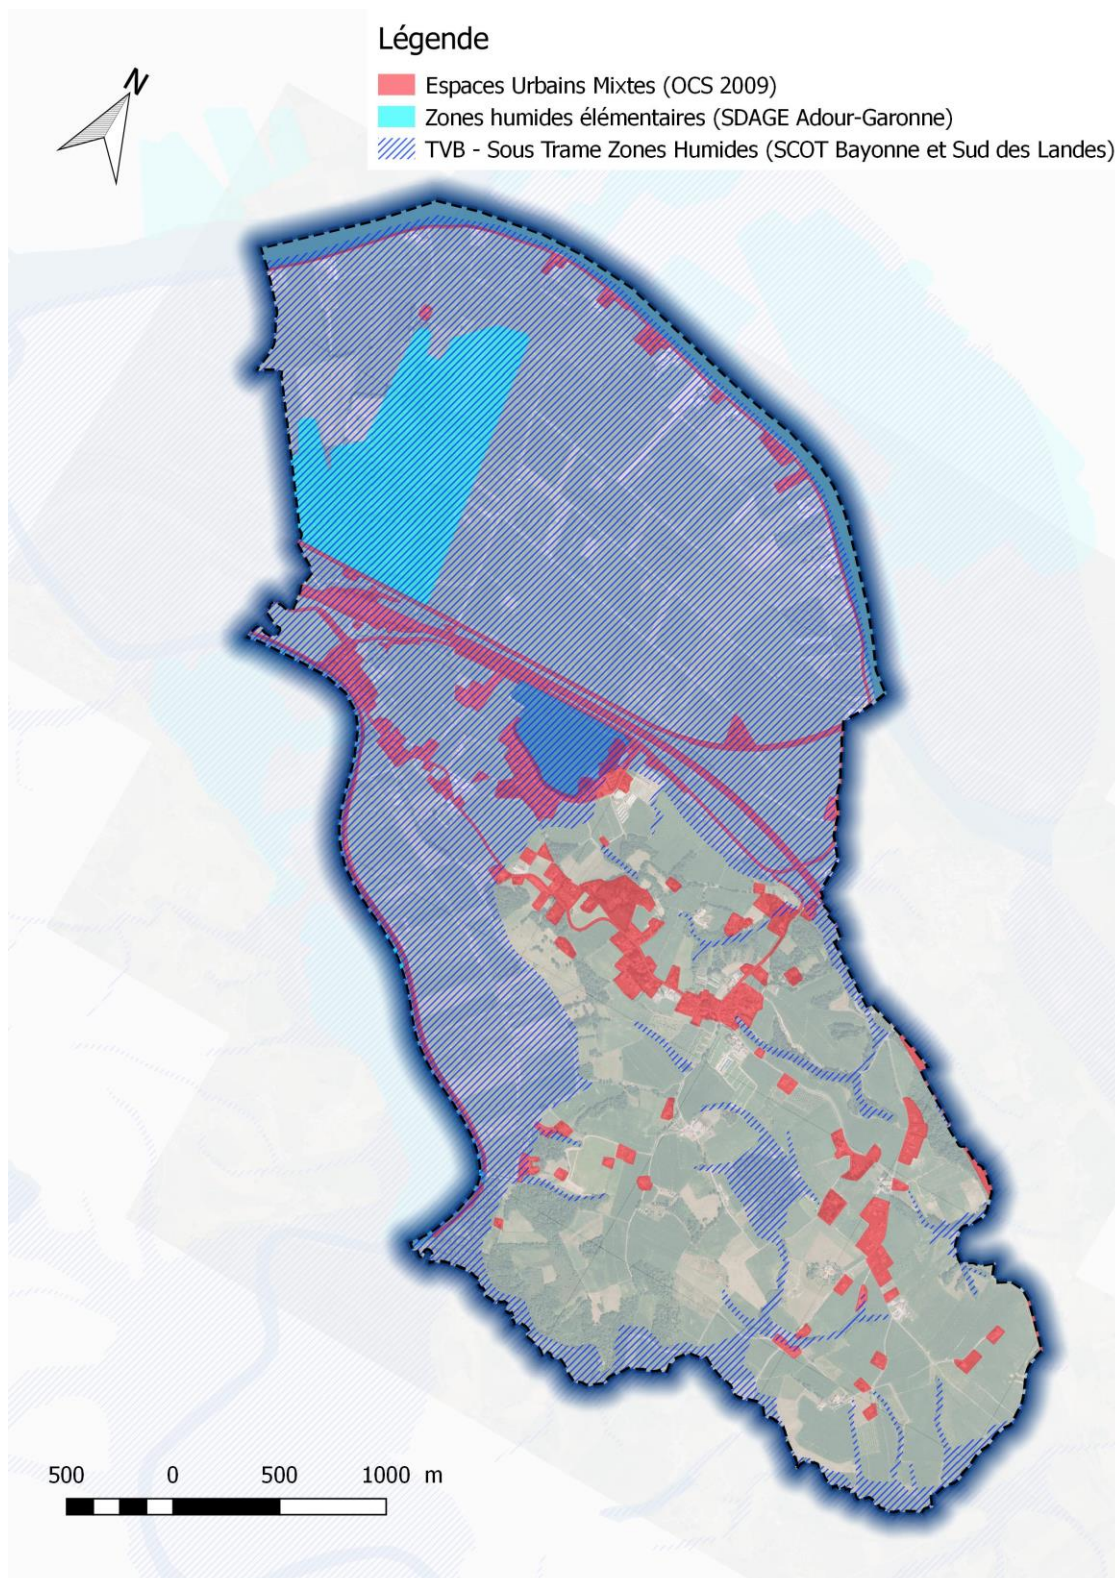 Légende
N
Espaces Urbains Mixtes (OCS 2009)
Zones humides élémentaires (SDAGE Adour-Garonne)
TVB - Sous Trame Zones Humides (SCOT Bayonne et Sud des Landes)
500 0 500 1000 m